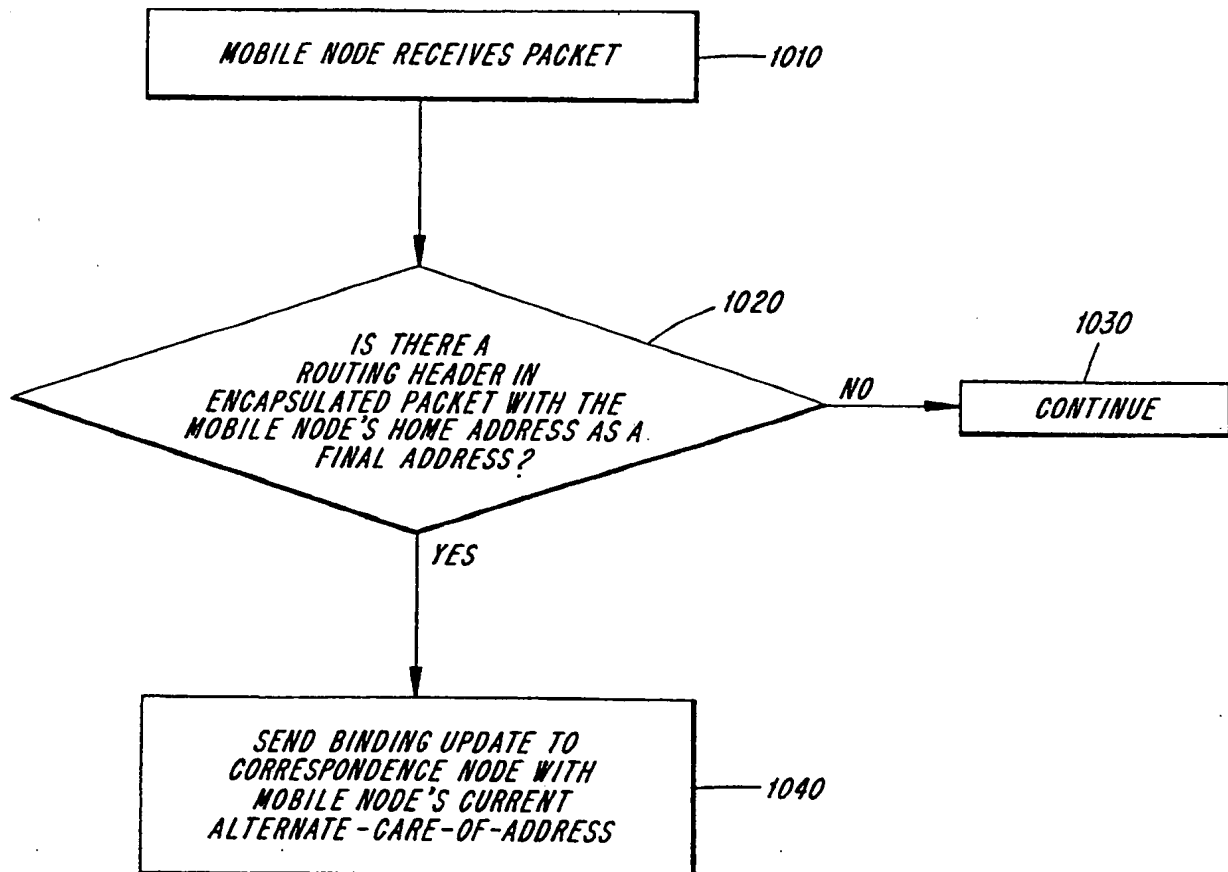 MOBILE NODE RECEIVES PACKET
1010
1020
IS THERE A
ROUTING HEADER IN
ENCAPSULATED PACKET WITH THE
MOBILE NODE'S HOME ADDRESS AS A
FINAL ADDRESS?
NO
1030
CONTINUE
YES
SEND BINDING UPDATE TO
CORRESPONDENCE NODE WITH
MOBILE NODE'S CURRENT
ALTERNATE-CARE-OF-ADDRESS
1040